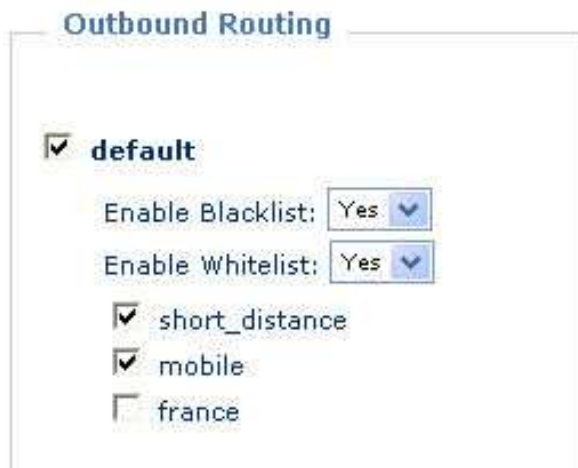 Outbound Routing
default
Enable Blacklist: Yes
Enable Whitelist: Yes
short_distance
mobile
france